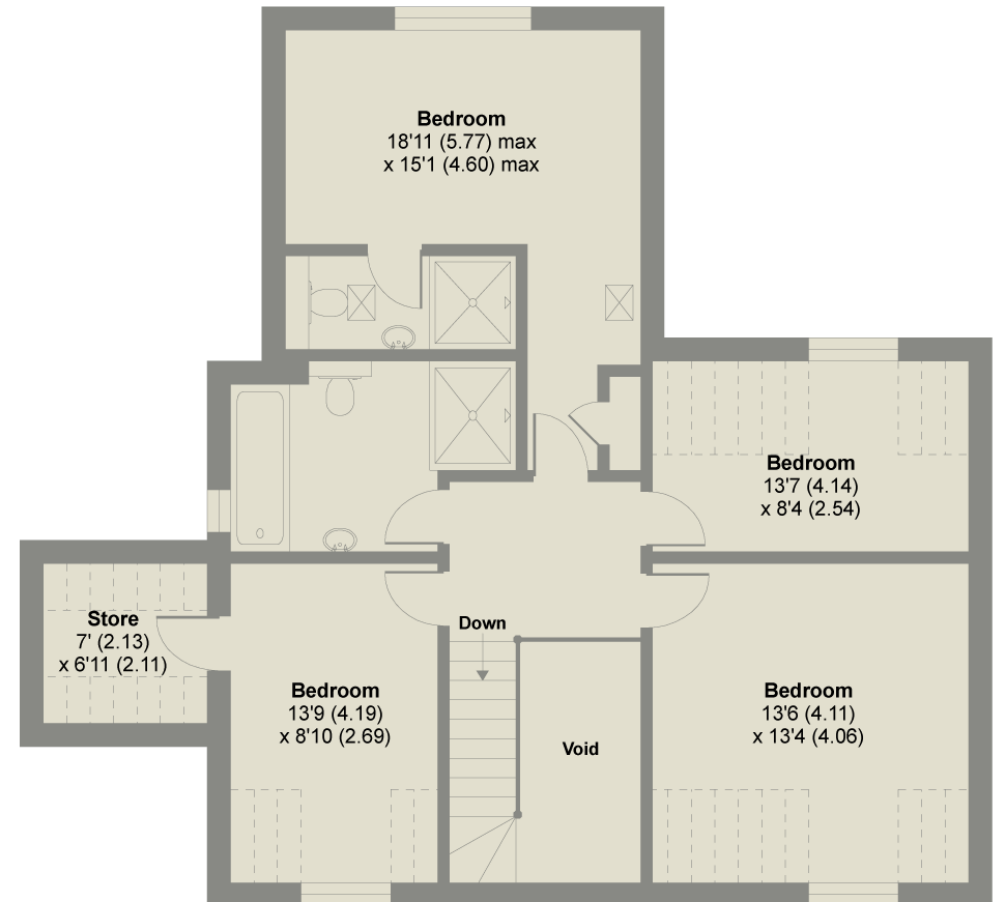 Bedroom
18'11 (5.77) max
x 15'1 (4.60) max
Bedroom
13'7 (4.14)
x 8'4 (2.54)
Store
7' (2.13)
x 6'11 (2.11)
Down
Bedroom
13'9 (4.19)
x 8'10 (2.69)
Void
Bedroom
13'6 (4.11)
x 13'4 (4.06)